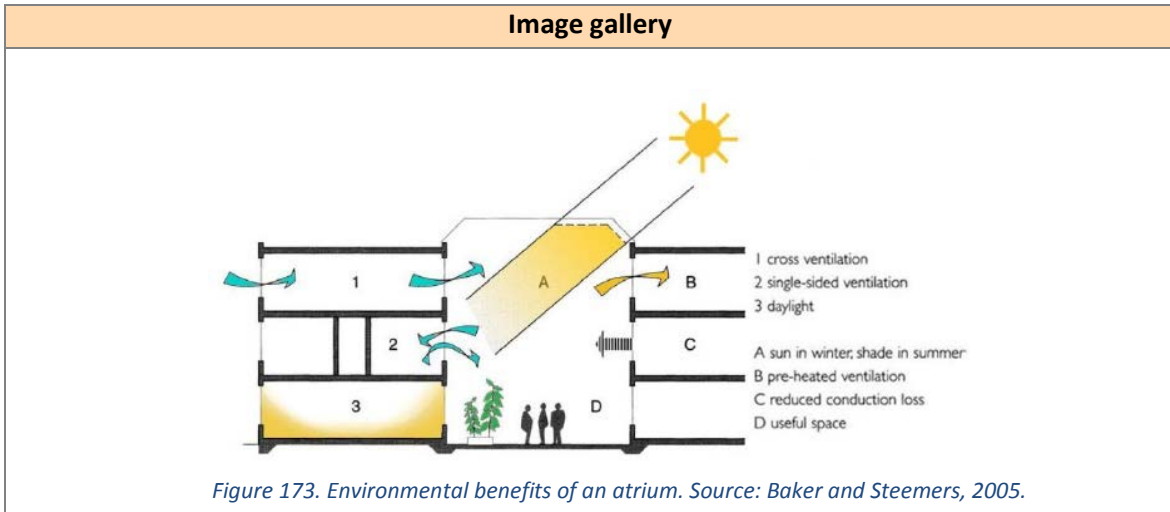 Image gallery
1
A
B
2
C
3
D
1 cross ventilation
2 single-sided ventilation
3 daylight
A sun in winter, shade in summer
B pre-heated ventilation
C reduced conduction loss
D useful space
Figure 173. Environmental benefits of an atrium. Source: Baker and Steemers, 2005.